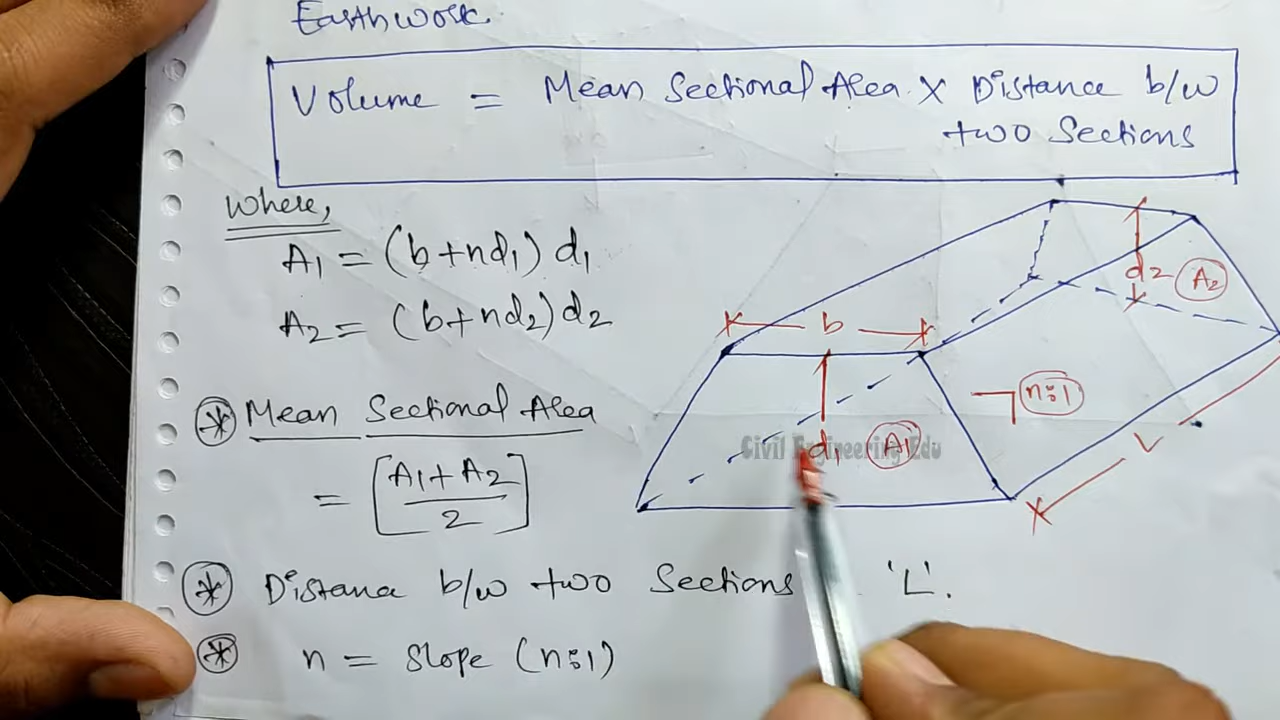 Earthwork.
Volume = Mean Sectional Area × Distance b/w
two Sections
Where,
A1 = (b+nd1) d1
A2 = (b+nd2) d2
Mean Sectional Area
= [A1 + A2 / 2]
Distance b/w two Sections 'L'.
n = Slope (n:1)
b
d1
A1
d2
A2
n:1
L
Civil Engineering Edu